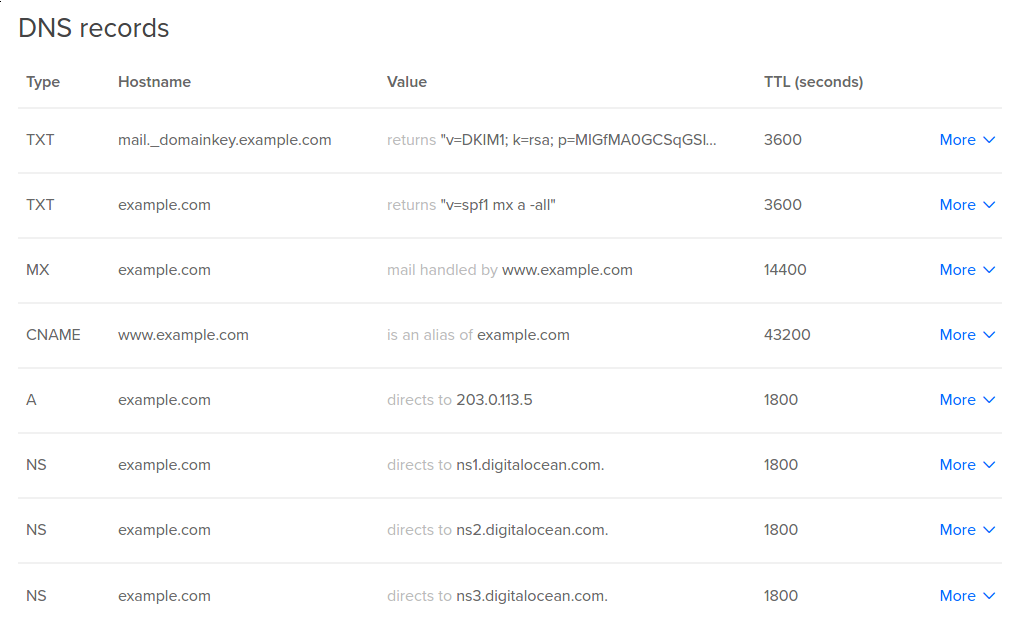 DNS records
Type Hostname Value TTL (seconds)
TXT mail._domainkey.example.com returns "v=DKIM1; k=rsa; p=MIGfMA0GCSqGSI... 3600 More
TXT example.com returns "v=spf1 mx a -all" 3600 More
MX example.com mail handled by www.example.com 14400 More
CNAME www.example.com is an alias of example.com 43200 More
A example.com directs to 203.0.113.5 1800 More
NS example.com directs to ns1.digitalocean.com. 1800 More
NS example.com directs to ns2.digitalocean.com. 1800 More
NS example.com directs to ns3.digitalocean.com. 1800 More